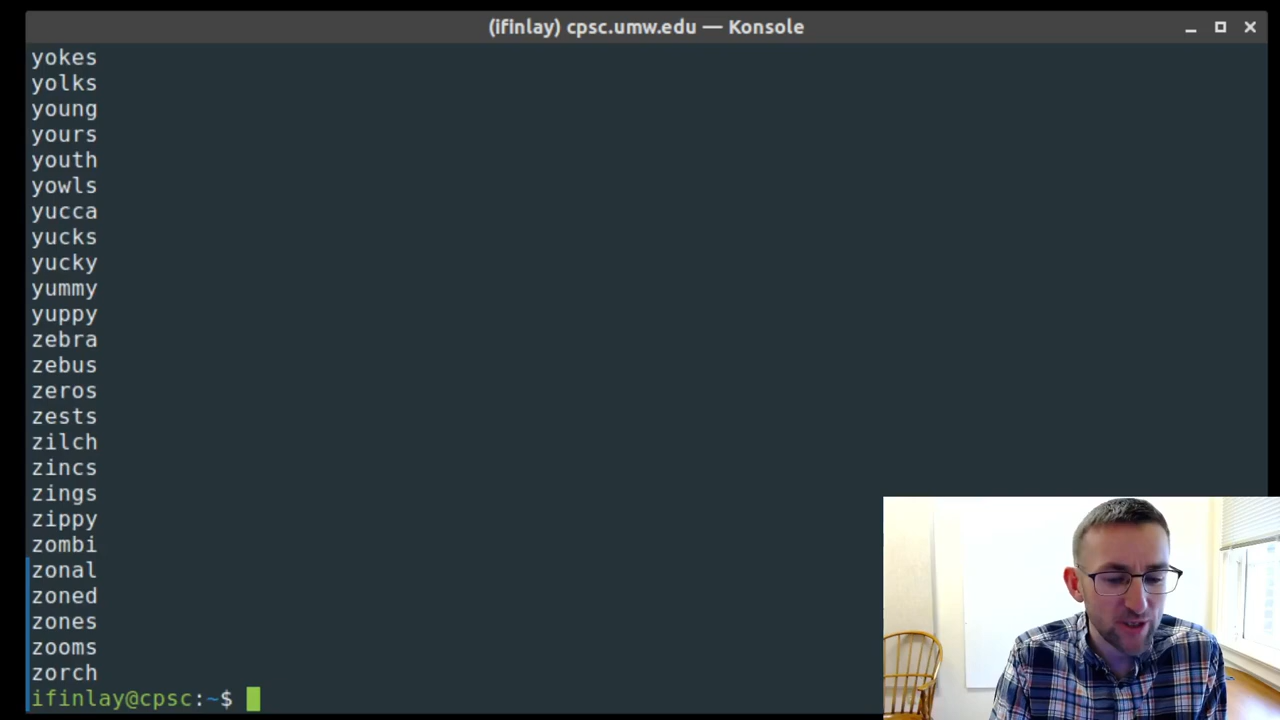 (ifinlay) cpsc.umw.edu — Konsole
yokes
yolks
young
yours
youth
yowls
yucca
yucks
yucky
yummy
yuppy
zebra
zebus
zeros
zests
zilch
zincs
zings
zippy
zombi
zonal
zoned
zones
zooms
zorch
ifinlay@cpsc:~$